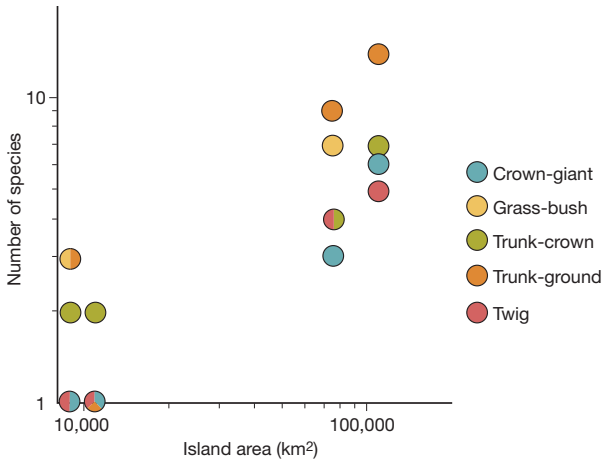 Number of species
10
1
10,000
100,000
Island area (km²)
Crown-giant
Grass-bush
Trunk-crown
Trunk-ground
Twig